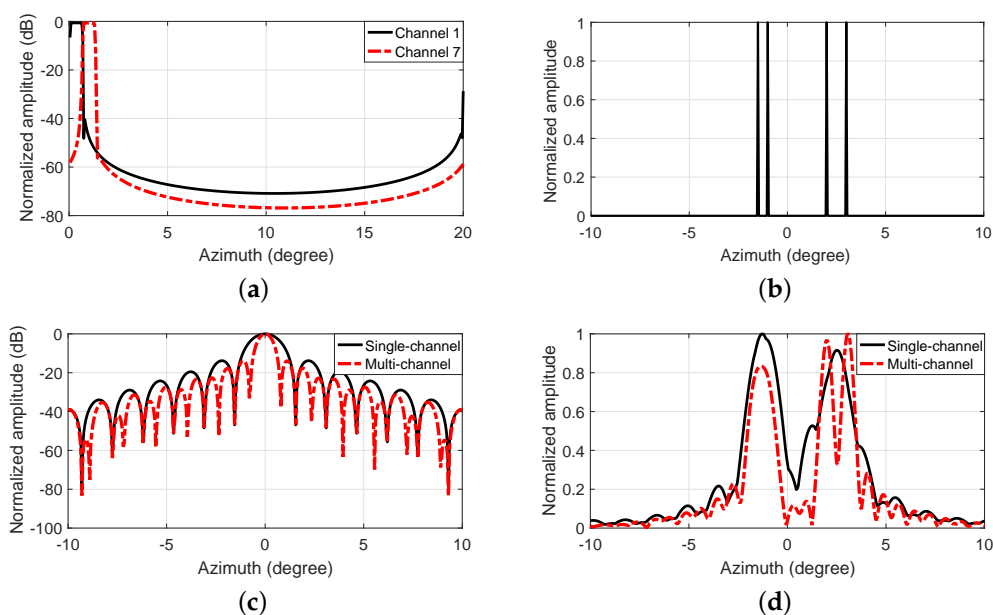 Normalized amplitude (dB)
0
-20
-40
-60
-80
0
5
10
15
20
Azimuth (degree)
Channel 1
Channel 7
(a)
Normalized amplitude
1
0.8
0.6
0.4
0.2
0
-10
-5
0
5
10
Azimuth (degree)
(b)
Normalized amplitude (dB)
0
-20
-40
-60
-80
-100
-10
-5
0
5
10
Azimuth (degree)
Single-channel
Multi-channel
(c)
Normalized amplitude
1
0.8
0.6
0.4
0.2
0
-10
-5
0
5
10
Azimuth (degree)
Single-channel
Multi-channel
(d)